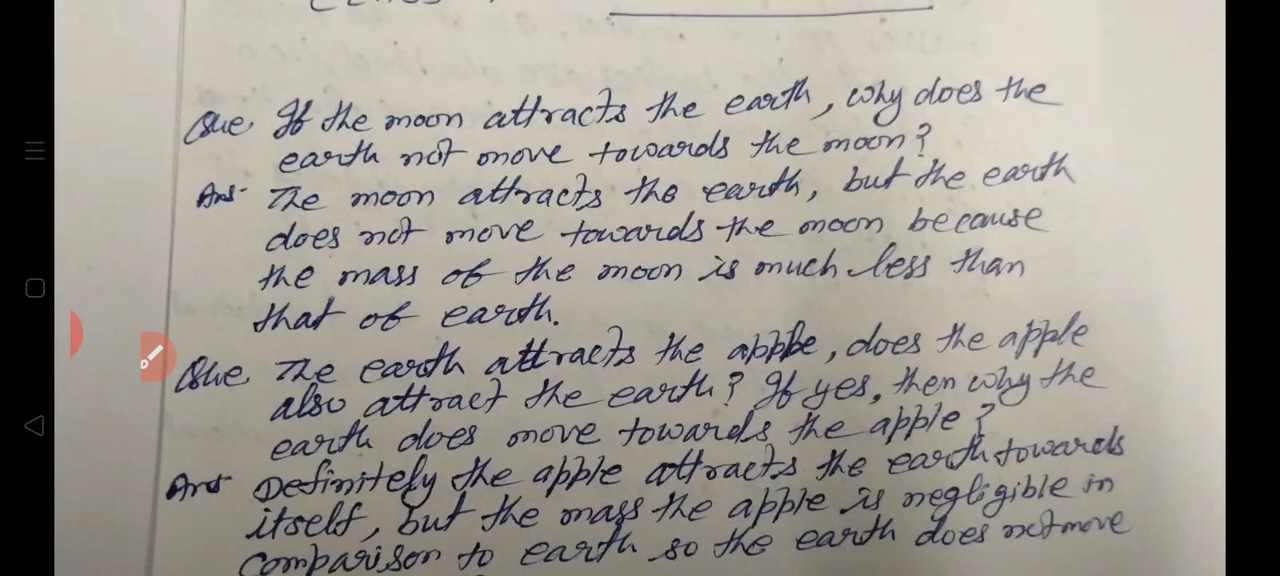 Que. If the moon attracts the earth, why does the
earth not move towards the moon?
Ans. The moon attracts the earth, but the earth
does not move towards the moon because
the mass of the moon is much less than
that of earth.
Que. The earth attracts the apple, does the apple
also attract the earth? If yes, then why the
earth does move towards the apple?
Ans Definitely the apple attracts the earth towards
itself, but the mass the apple is negligible in
comparison to earth so the earth does not move